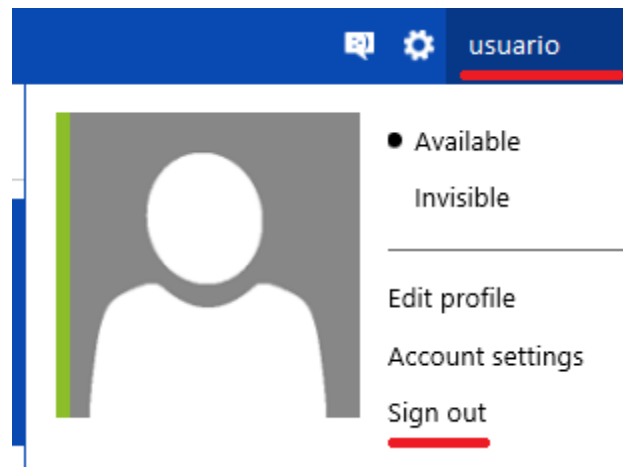 usuario
Available
Invisible
Edit profile
Account settings
Sign out